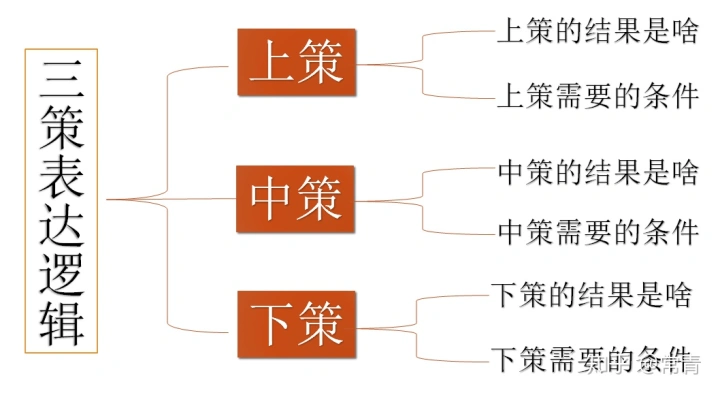 三策表达逻辑
上策
上策的结果是啥
上策需要的条件
中策
中策的结果是啥
中策需要的条件
下策
下策的结果是啥
下策需要的条件
知乎 @常青